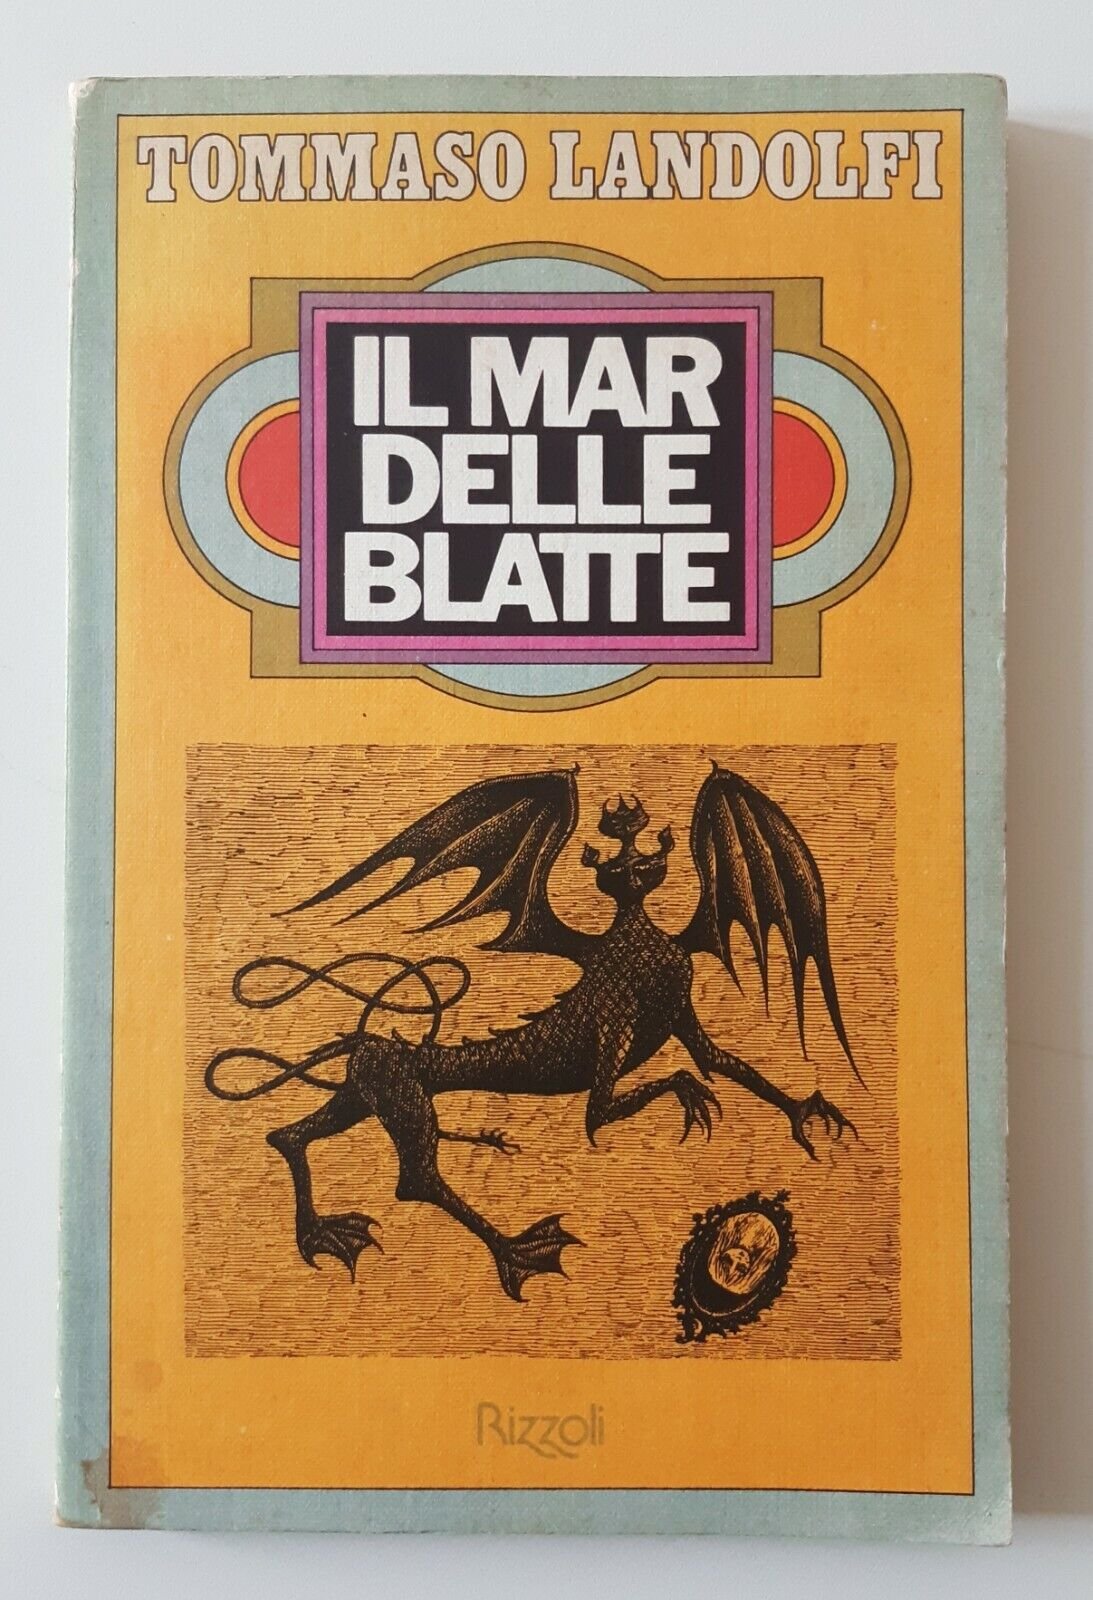 TOMMASO LANDOLFI
IL MAR
DELLE
BLATTE
Rizzoli